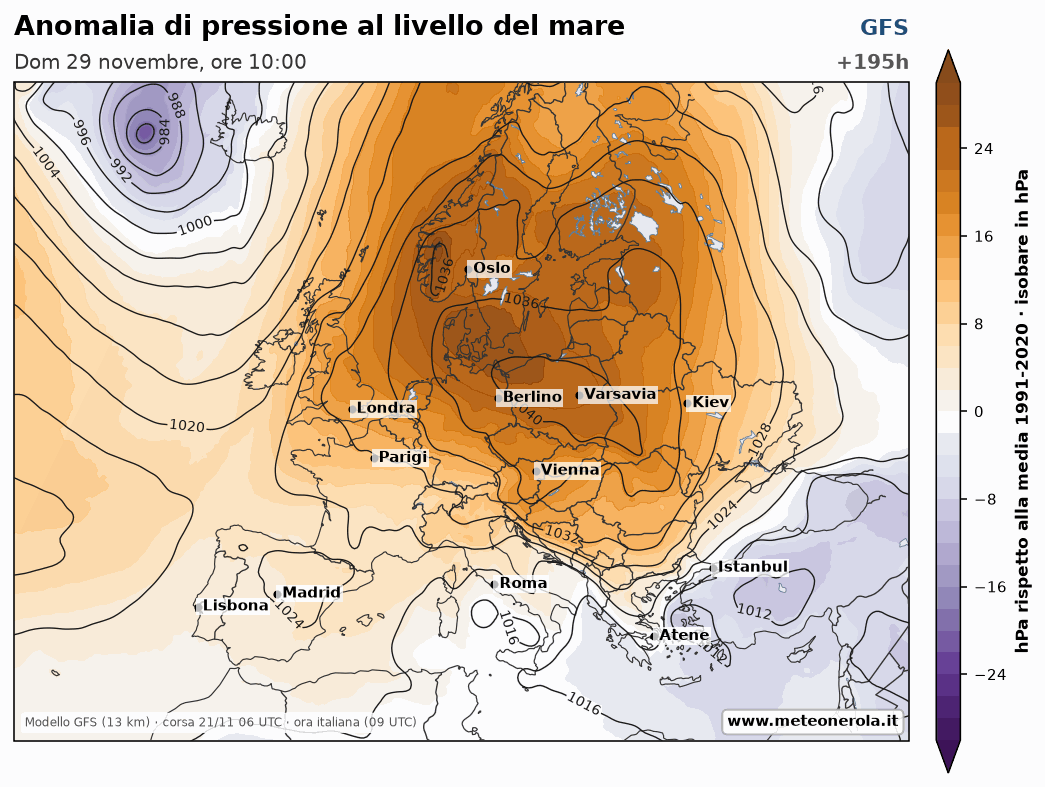 Anomalia di pressione al livello del mare
GFS
Dom 29 novembre, ore 10:00
+195h
988
984
996
992
1004
1000
6
24
16
8
0
−8
−16
−24
hPa rispetto alla media 1991-2020 · isobare in hPa
Oslo
1036
1036
Berlino
Varsavia
Kiev
Londra
1040
1020
1028
Parigi
Vienna
1024
1032
Istanbul
Roma
Madrid
Lisbona
1024
1012
1016
Atene
1012
1016
Modello GFS (13 km) · corsa 21/11 06 UTC · ora italiana (09 UTC)
www.meteonerola.it